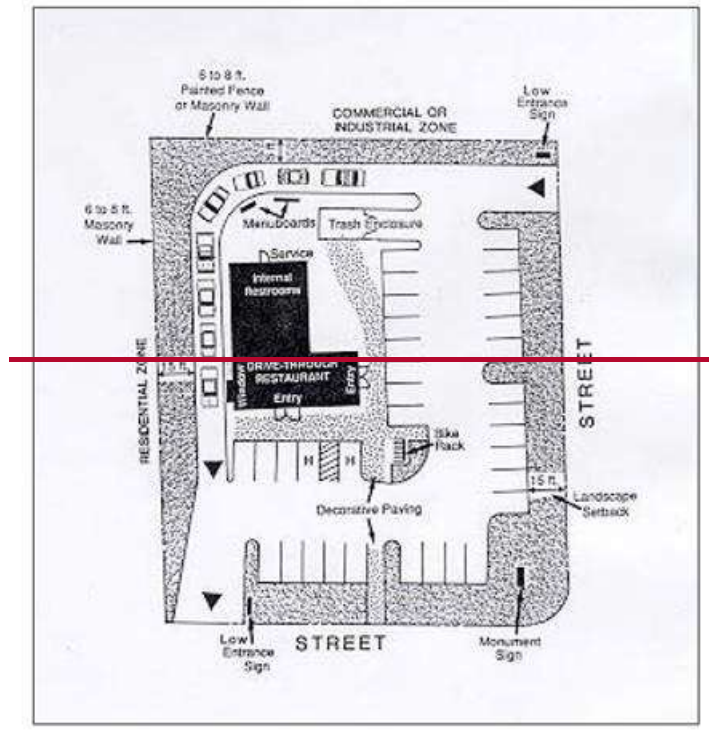 6 to 8 ft.
Painted Fence
or Masonry Wall
COMMERCIAL OR
INDUSTRIAL ZONE
Low
Entrance
Sign
6 to 8 ft.
Masonry
Wall
Menuboards
Trash Enclosure
Service
Internal
Restrooms
RESIDENTIAL ZONE
15 ft.
Window
DRIVE-THROUGH
RESTAURANT
Entry
Entry
STREET
Bike
Rack
H
H
15 ft.
Landscape
Setback
Decorative Paving
Low
Entrance
Sign
STREET
Monument
Sign